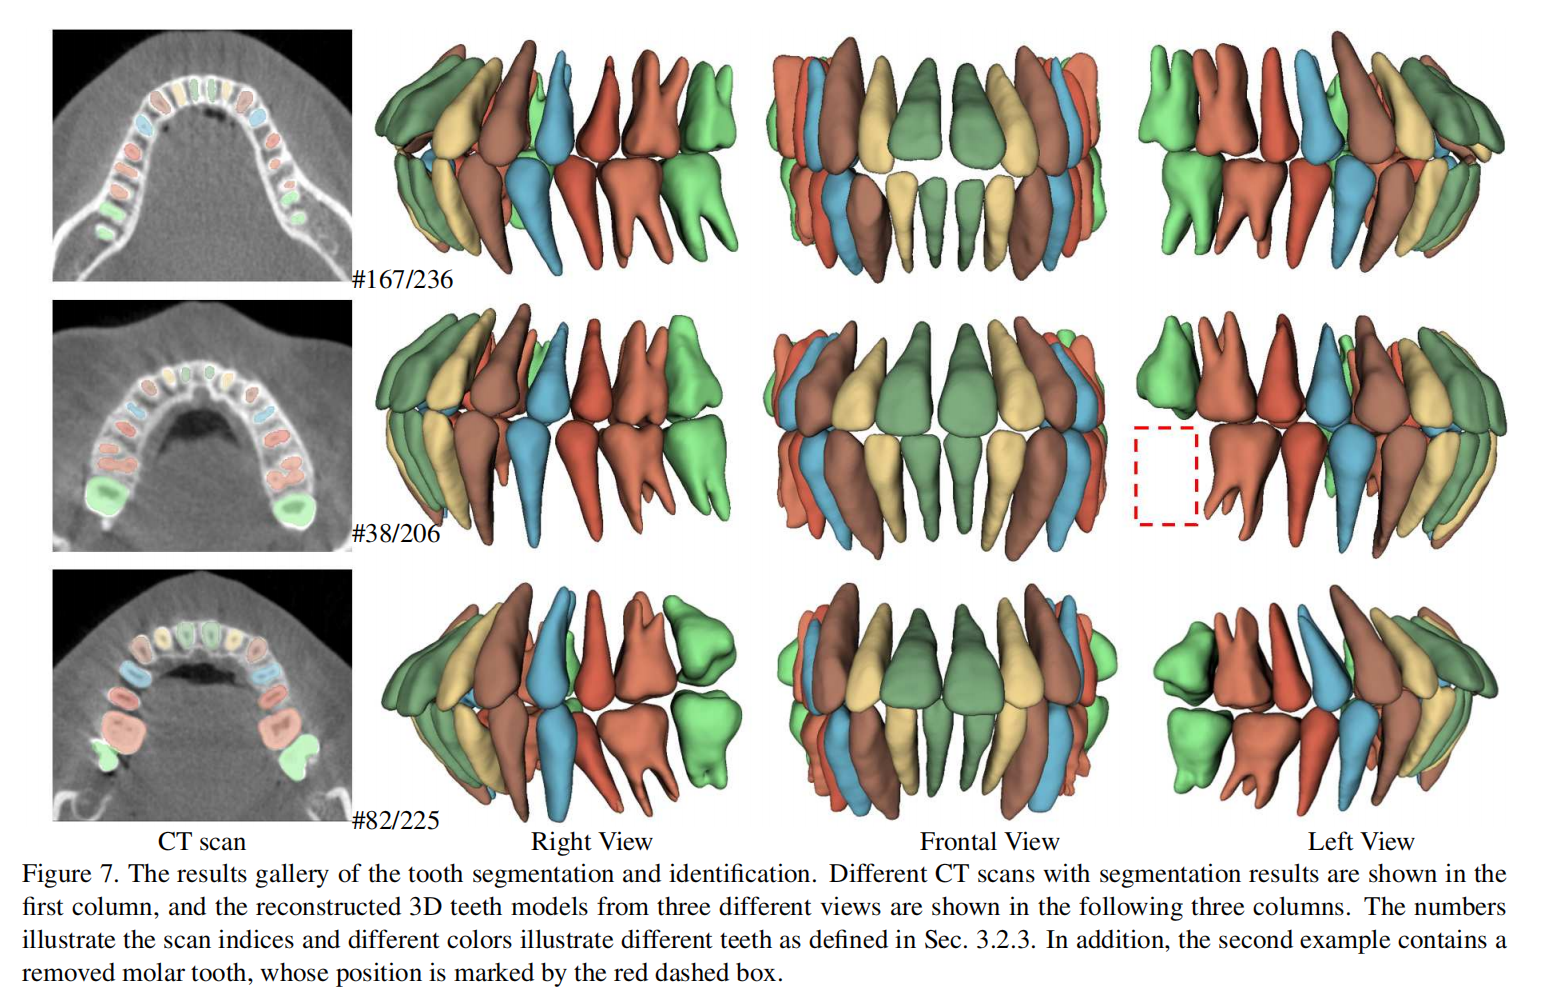 #167/236
#38/206
#82/225
CT scan Right View Frontal View Left View
Figure 7. The results gallery of the tooth segmentation and identification. Different CT scans with segmentation results are shown in the
first column, and the reconstructed 3D teeth models from three different views are shown in the following three columns. The numbers
illustrate the scan indices and different colors illustrate different teeth as defined in Sec. 3.2.3. In addition, the second example contains a
removed molar tooth, whose position is marked by the red dashed box.